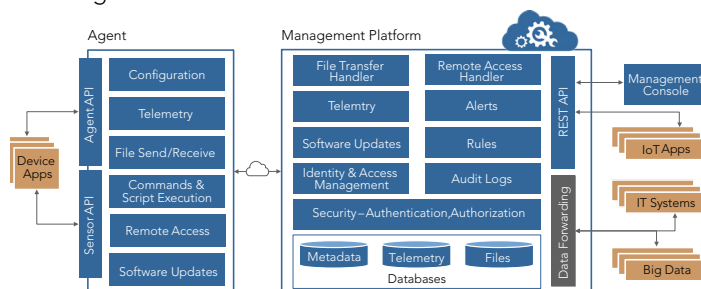 Agent
Management Platform
Agent API
Sensor API
Configuration
Telemetry
File Send/Receive
Commands &
Script Execution
Remote Access
Software Updates
Device
Apps
File Transfer
Handler
Remote Access
Handler
Telemtry
Alerts
Software Updates
Rules
Identity & Access
Management
Audit Logs
Security–Authentication,Authorization
Metadata
Telemetry
Files
Databases
REST API
Data Forwarding
Management
Console
IoT Apps
IT Systems
Big Data